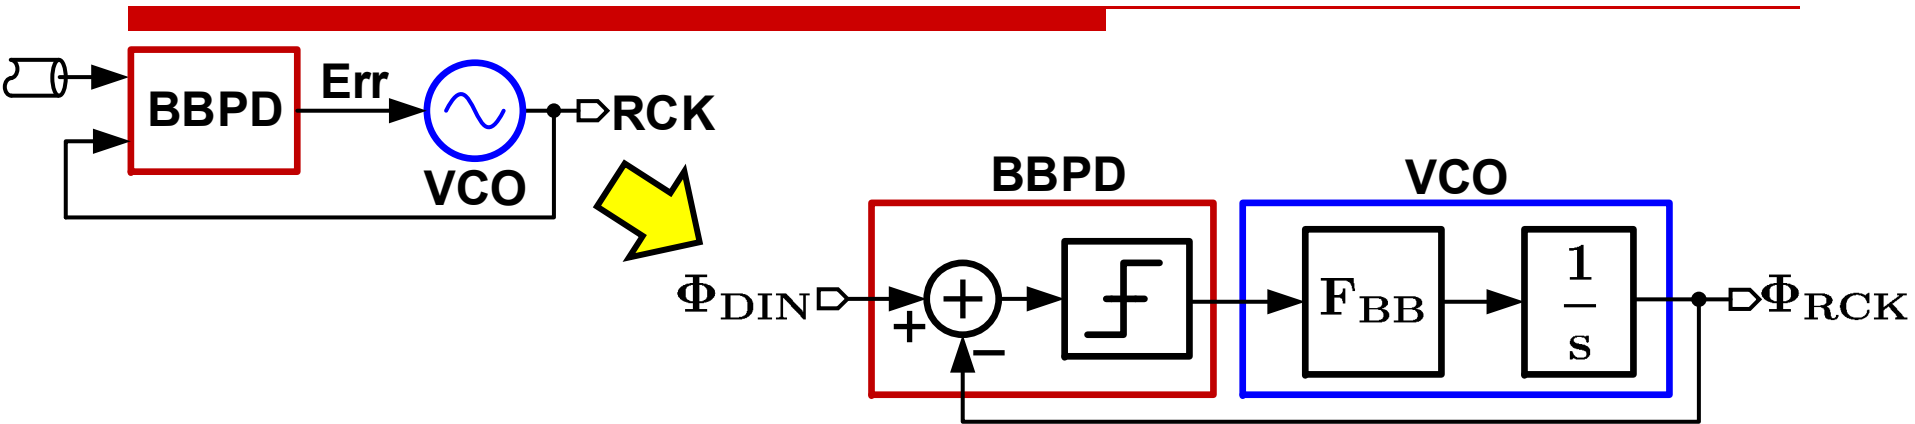 BBPD
Err
VCO
RCK
BBPD
VCO
Φ_DIN
+
+
−
F_BB
1
s
Φ_RCK